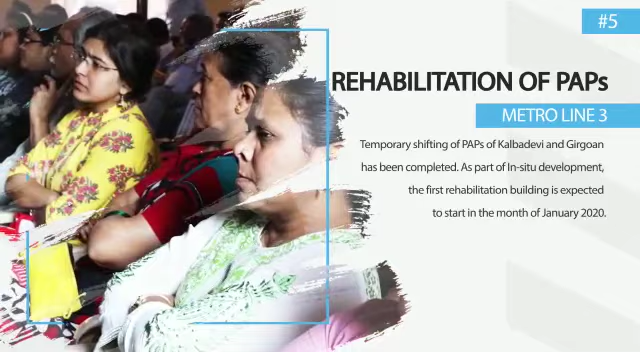 #5
REHABILITATION OF PAPs
METRO LINE 3
Temporary shifting of PAPs of Kalbadevi and Girgoan
has been completed. As part of In-situ development,
the first rehabilitation building is expected
to start in the month of January 2020.